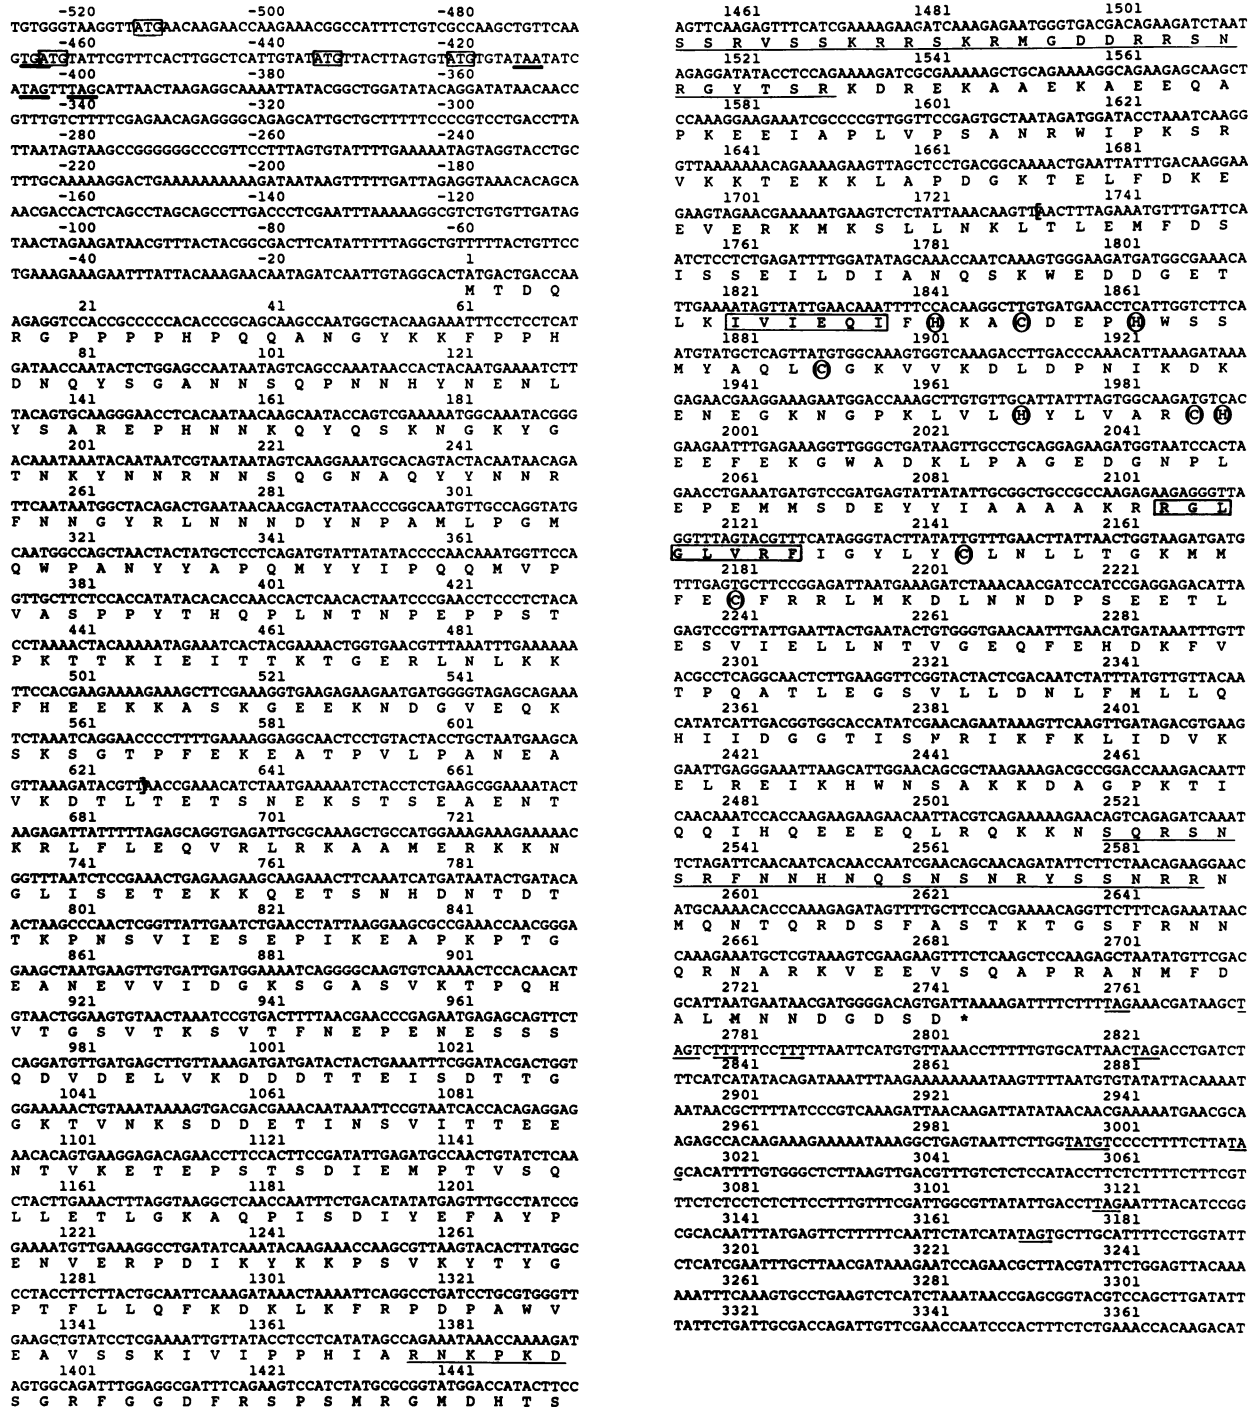 -520 -500 -480
TGTGGGTAAGGTTATGAACAAGAACCAAGAAACGGCCATTTCTGTCGCCAAGCTGTTCAA
-460 -440 -420
GTGATGTATTCGTTTCACTTGGCTCATTGTATATGTTACTTAGTGTATGTGTATAATATC
-400 -380 -360
ATAGTTTAGCATTAACTAAGAGGCAAAATTATACGGCTGGATATACAGGATATAACAACC
-340 -320 -300
GTTTGTCTTTTCGAGAACAGAGGGGCAGAGCATTGCTGCTTTTTCCCCGTCCTGACCTTA
-280 -260 -240
TTAATAGTAAGCCGGGGGGCCCGTTCCTTTAGTGTATTTTGAAAAATAGTAGGTACCTGC
-220 -200 -180
TTTGCAAAAAGGACTGAAAAAAAAAAGATAATAAGTTTTTGATTAGAGGTAAACACAGCA
-160 -140 -120
AACGACCACTCAGCCTAGCAGCCTTGACCCTCGAATTTAAAAAGGCGTCTGTGTTGATAG
-100 -80 -60
TAACTAGAAGATAACGTTTACTACGGCGACTTCATATTTTTAGGCTGTTTTTACTGTTCC
-40 -20 1
TGAAAGAAAGAATTTATTACAAAGAACAATAGATCAATTGTAGGCACTATGACTGACCAA
M T D Q
21 41 61
AGAGGTCCACCGCCCCCACACCCGCAGCAAGCCAATGGCTACAAGAAATTTCCTCCTCAT
R G P P P P H P Q Q A N G Y K K F P P H
81 101 121
GATAACCAATACTCTGGAGCCAATAATAGTCAGCCAAATAACCACTACAATGAAAATCTT
D N Q Y S G A N N S Q P N N H Y N E N L
141 161 181
TACAGTGCAAGGGAACCTCACAATAACAAGCAATACCAGTCGAAAAATGGCAAATACGGG
Y S A R E P H N N K Q Y Q S K N G K Y G
201 221 241
ACAAATAAATACAATAATCGTAATAATAGTCAAGGAAATGCACAGTACTACAATAACAGA
T N K Y N N R N N S Q G N A Q Y Y N N R
261 281 301
TTCAATAATGGCTACAGACTGAATAACAACGACTATAACCCGGCAATGTTGCCAGGTATG
F N N G Y R L N N N D Y N P A M L P G M
321 341 361
CAATGGCCAGCTAACTACTATGCTCCTCAGATGTATTATATACCCCAACAAATGGTTCCA
Q W P A N Y Y A P Q M Y Y I P Q Q M V P
381 401 421
GTTGCTTCTCCACCATATACACACCAACCACTCAACACTAATCCCGAACCTCCCTCTACA
V A S P P Y T H Q P L N T N P E P P S T
441 461 481
CCTAAAACTACAAAAATAGAAATCACTACGAAAACTGGTGAACGTTTAAATTTGAAAAAA
P K T T K I E I T T K T G E R L N L K K
501 521 541
TTCCACGAAGAAAAGAAAGCTTCGAAAGGTGAAGAGAAGAATGATGGGGTAGAGCAGAAA
F H E E K K A S K G E E K N D G V E Q K
561 581 601
TCTAAATCAGGAACCCCTTTTGAAAAGGAGGCAACTCCTGTACTACCTGCTAATGAAGCA
S K S G T P F E K E A T P V L P A N E A
621 641 661
GTTAAAGATACGTTAACCGAAACATCTAATGAAAAATCTACCTCTGAAGCGGAAAATACT
V K D T L T E T S N E K S T S E A E N T
681 701 721
AAGAGATTATTTTTAGAGCAGGTGAGATTGCGCAAAGCTGCCATGGAAAGAAAGAAAAAC
K R L F L E Q V R L R K A A M E R K K N
741 761 781
GGTTTAATCTCCGAAACTGAGAAGAAGCAAGAAACTTCAAATCATGATAATACTGATACA
G L I S E T E K K Q E T S N H D N T D T
801 821 841
ACTAAGCCCAACTCGGTTATTGAATCTGAACCTATTAAGGAAGCGCCGAAACCAACGGGA
T K P N S V I E S E P I K E A P K P T G
861 881 901
GAAGCTAATGAAGTTGTGATTGATGGAAAATCAGGGGCAAGTGTCAAAACTCCACAACAT
E A N E V V I D G K S G A S V K T P Q H
921 941 961
GTAACTGGAAGTGTAACTAAATCCGTGACTTTTAACGAACCCGAGAATGAGAGCAGTTCT
V T G S V T K S V T F N E P E N E S S S
981 1001 1021
CAGGATGTTGATGAGCTTGTTAAAGATGATGATACTACTGAAATTTCGGATACGACTGGT
Q D V D E L V K D D D T T E I S D T T G
1041 1061 1081
GGAAAAACTGTAAATAAAAGTGACGACGAAACAATAAATTCCGTAATCACCACAGAGGAG
G K T V N K S D D E T I N S V I T T E E
1101 1121 1141
AACACAGTGAAGGAGACAGAACCTTCCACTTCCGATATTGAGATGCCAACTGTATCTCAA
N T V K E T E P S T S D I E M P T V S Q
1161 1181 1201
CTACTTGAAACTTTAGGTAAGGCTCAACCAATTTCTGACATATATGAGTTTGCCTATCCG
L L E T L G K A Q P I S D I Y E F A Y P
1221 1241 1261
GAAAATGTTGAAAGGCCTGATATCAAATACAAGAAACCAAGCGTTAAGTACACTTATGGC
E N V E R P D I K Y K K P S V K Y T Y G
1281 1301 1321
CCTACCTTCTTACTGCAATTCAAAGATAAACTAAAATTCAGGCCTGATCCTGCGTGGGTT
P T F L L Q F K D K L K F R P D P A W V
1341 1361 1381
GAAGCTGTATCCTCGAAAATTGTTATACCTCCTCATATAGCCAGAAATAAACCAAAAGAT
E A V S S K I V I P P H I A R N K P K D
1401 1421 1441
AGTGGCAGATTTGGAGGCGATTTCAGAAGTCCATCTATGCGCGGTATGGACCATACTTCC
S G R F G G D F R S P S M R G M D H T S
1461 1481 1501
AGTTCAAGAGTTTCATCGAAAAGAAGATCAAAGAGAATGGGTGACGACAGAAGATCTAAT
S S R V S S K R R S K R M G D D R R S N
1521 1541 1561
AGAGGATATACCTCCAGAAAAGATCGCGAAAAAGCTGCAGAAAAGGCAGAAGAGCAAGCT
R G Y T S R K D R E K A A E K A E E Q A
1581 1601 1621
CCAAAGGAAGAAATCGCCCCGTTGGTTCCGAGTGCTAATAGATGGATACCTAAATCAAGG
P K E E I A P L V P S A N R W I P K S R
1641 1661 1681
GTTAAAAAAACAGAAAAGAAGTTAGCTCCTGACGGCAAAACTGAATTATTTGACAAGGAA
V K K T E K K L A P D G K T E L F D K E
1701 1721 1741
GAAGTAGAACGAAAAATGAAGTCTCTATTAAACAAGTTAACTTTAGAAATGTTTGATTCA
E V E R K M K S L L N K L T L E M F D S
1761 1781 1801
ATCTCCTCTGAGATTTTGGATATAGCAAACCAATCAAAGTGGGAAGATGATGGCGAAACA
I S S E I L D I A N Q S K W E D D G E T
1821 1841 1861
TTGAAAATAGTTATTGAACAAATTTTCCACAAGGCTTGTGATGAACCTCATTGGTCTTCA
L K I V I E Q I F H K A C D E P H W S S
1881 1901 1921
ATGTATGCTCAGTTATGTGGCAAAGTGGTCAAAGACCTTGACCCAAACATTAAAGATAAA
M Y A Q L C G K V V K D L D P N I K D K
1941 1961 1981
GAGAACGAAGGAAAGAATGGACCAAAGCTTGTGTTGCATTATTTAGTGGCAAGATGTCAC
E N E G K N G P K L V L H Y L V A R C H
2001 2021 2041
GAAGAATTTGAGAAAGGTTGGGCTGATAAGTTGCCTGCAGGAGAAGATGGTAATCCACTA
E E F E K G W A D K L P A G E D G N P L
2061 2081 2101
GAACCTGAAATGATGTCCGATGAGTATTATATTGCGGCTGCCGCCAAGAGAAGAGGGTTA
E P E M M S D E Y Y I A A A A K R R G L
2121 2141 2161
GGTTTAGTACGTTTCATAGGGTACTTATATTGTTTGAACTTATTAACTGGTAAGATGATG
G L V R F I G Y L Y C L N L L T G K M M
2181 2201 2221
TTTGAGTGCTTCCGGAGATTAATGAAAGATCTAAACAACGATCCATCCGAGGAGACATTA
F E C F R R L M K D L N N D P S E E T L
2241 2261 2281
GAGTCCGTTATTGAATTACTGAATACTGTGGGTGAACAATTTGAACATGATAAATTTGTT
E S V I E L L N T V G E Q F E H D K F V
2301 2321 2341
ACGCCTCAGGCAACTCTTGAAGGTTCGGTACTACTCGACAATCTATTTATGTTGTTACAA
T P Q A T L E G S V L L D N L F M L L Q
2361 2381 2401
CATATCATTGACGGTGGCACCATATCGAACAGAATAAAGTTCAAGTTGATAGACGTGAAG
H I I D G G T I S N R I K F K L I D V K
2421 2441 2461
GAATTGAGGGAAATTAAGCATTGGAACAGCGCTAAGAAAGACGCCGGACCAAAGACAATT
E L R E I K H W N S A K K D A G P K T I
2481 2501 2521
CAACAAATCCACCAAGAAGAAGAACAATTACGTCAGAAAAAGAACAGTCAGAGATCAAAT
Q Q I H Q E E E Q L R Q K K N S Q R S N
2541 2561 2581
TCTAGATTCAACAATCACAACCAATCGAACAGCAACAGATATTCTTCTAACAGAAGGAAC
S R F N N H N Q S N S N R Y S S N R R N
2601 2621 2641
ATGCAAAACACCCAAAGAGATAGTTTTGCTTCCACGAAAACAGGTTCTTTCAGAAATAAC
M Q N T Q R D S F A S T K T G S F R N N
2661 2681 2701
CAAAGAAATGCTCGTAAAGTCGAAGAAGTTTCTCAAGCTCCAAGAGCTAATATGTTCGAC
Q R N A R K V E E V S Q A P R A N M F D
2721 2741 2761
GCATTAATGAATAACGATGGGGACAGTGATTAAAAGATTTTCTTTTAGAAACGATAAGCT
A L M N N D G D S D *
2781 2801 2821
AGTCTTTTTTCCTTTTTTAATTCATGTGTTAAACCTTTTTGTGCATTAACTAGACCTGATCT
2841 2861 2881
TTCATCATATACAGATAAATTTAAGAAAAAAAATAAGTTTTAATGTGTATATTACAAAAT
2901 2921 2941
AATAACGCTTTTATCCCGTCAAAGATTAACAAGATTATATAACAACGAAAAATGAACGCA
2961 2981 3001
AGAGCCACAAGAAAGAAAAATAAAGGCTGAGTAATTCTTGGTATGTCCCCTTTTCTTATA
3021 3041 3061
GCACATTTTGTGGGCTCTTAAGTTGACGTTTGTCTCTCCATACCTTCTCTTTTCTTTCGT
3081 3101 3121
TTCTCTCCTCTCTTCCTTTGTTTCGATTGGCGTTATATTGACCTTAGAATTTACATCCGG
3141 3161 3181
CGCACAATTTATGAGTTCTTTTTCAATTCTATCATATAGTGCTTGCATTTTCCTGGTATT
3201 3221 3241
CTCATCGAATTTGCTTAACGATAAAGAATCCAGAACGCTTACGTATTCTGGAGTTACAAA
3261 3281 3301
AAATTTCAAAGTGCCTGAAGTCTCATCTAAATAACCGAGCGGTACGTCCAGCTTGATATT
3321 3341 3361
TATTCTGATTGCGACCAGATTGTTCGAACCAATCCCACTTTCTCTGAAACCACAAGACAT